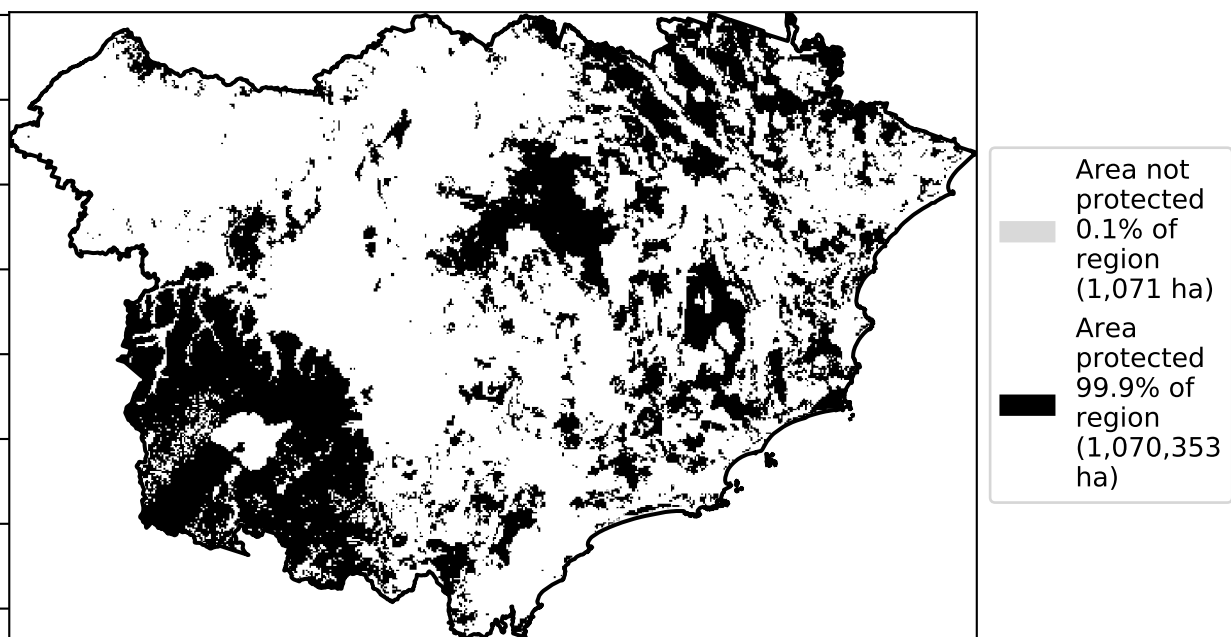 Area not
protected
0.1% of
region
(1,071 ha)
Area
protected
99.9% of
region
(1,070,353
ha)